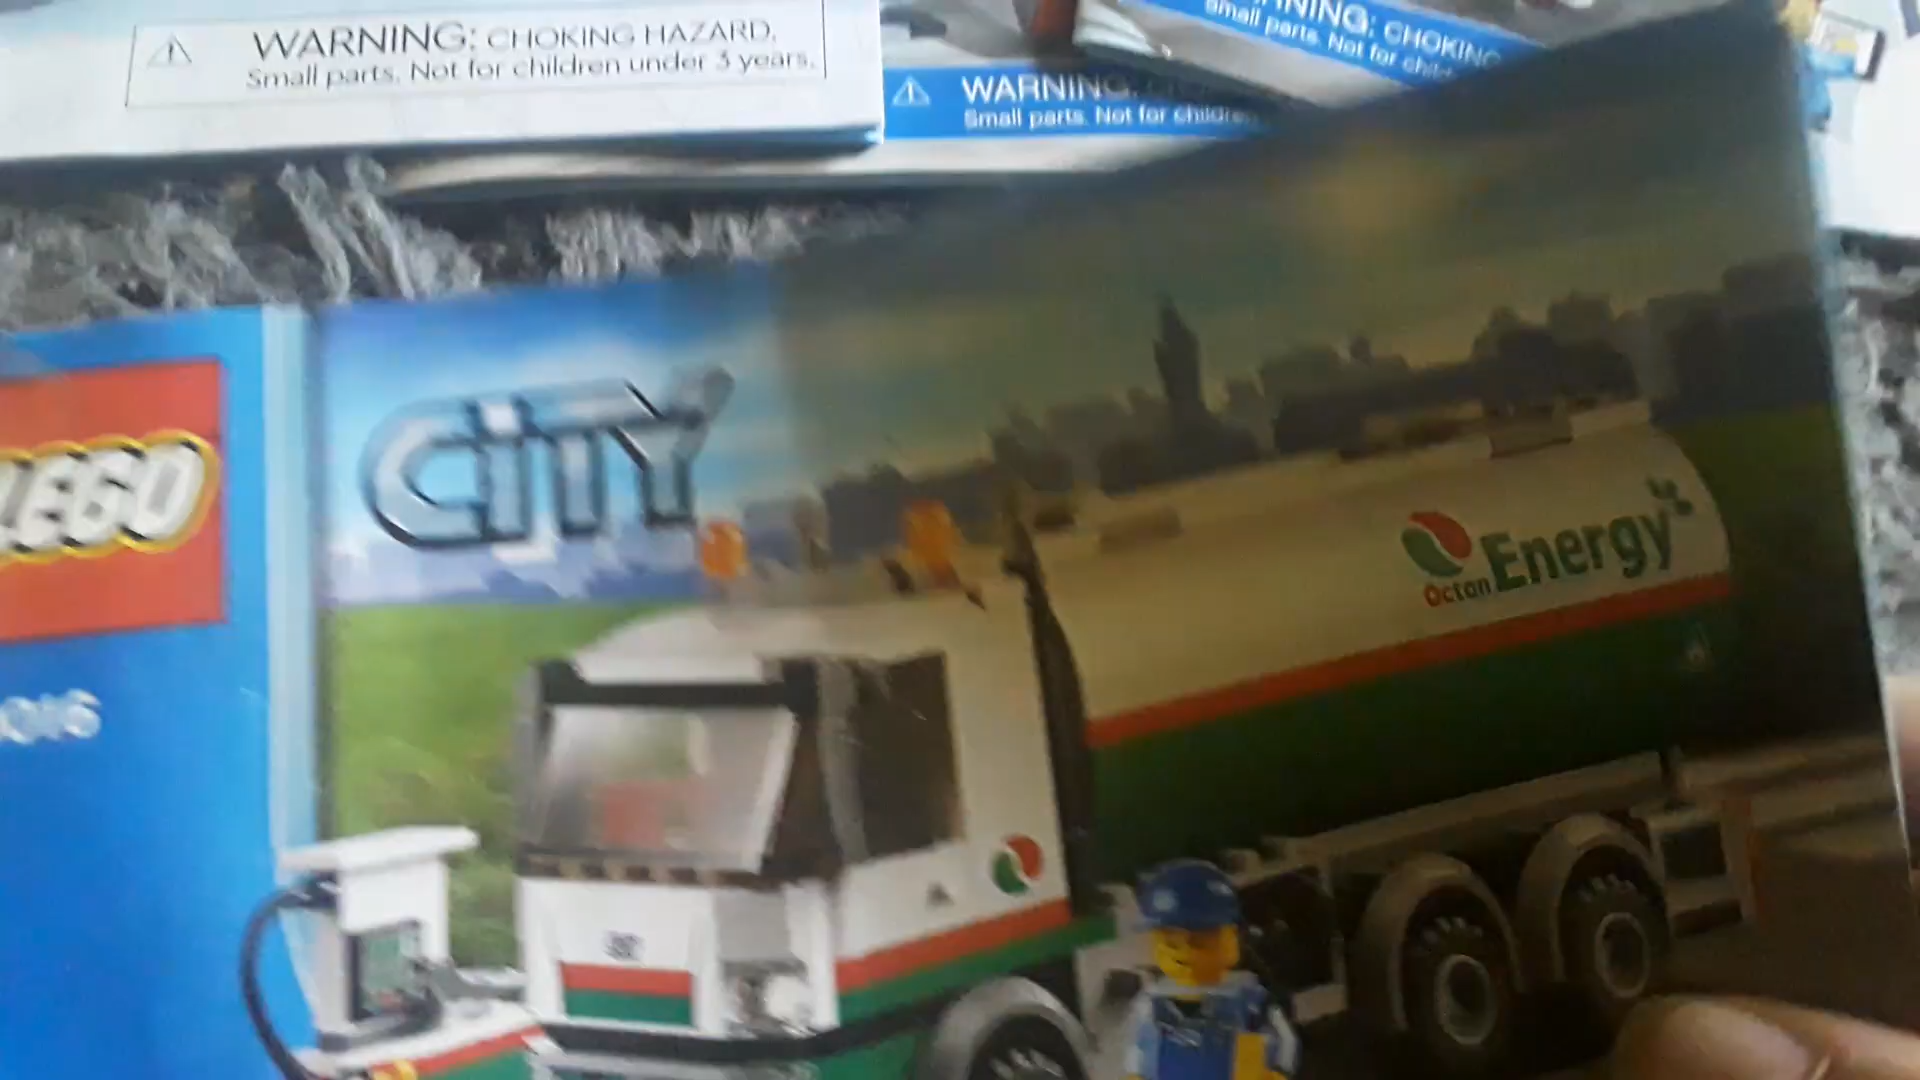 WARNING: CHOKING HAZARD.
Small parts. Not for children under 3 years.
WARNING:
Small parts. Not for children
CHOKING
Small parts. Not for
LEGO
CITY
Octan Energy